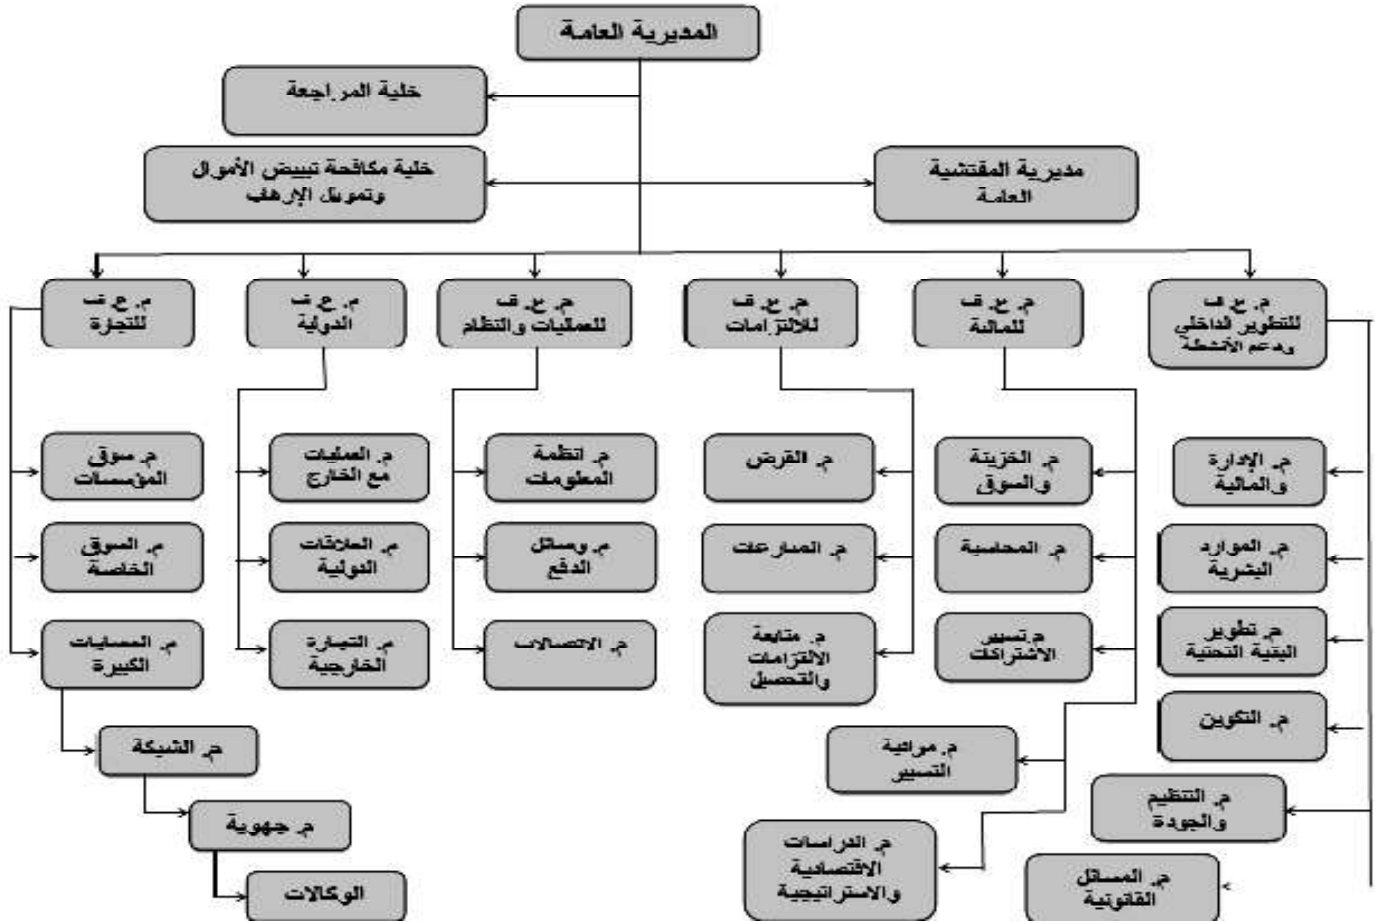 المديرية العامة
خلية المراجعة
خلية مكافحة تبييض الأموال
وتمويل الإرهاب
مديرية المفتشية
العامة
م. ع. ف
للتطوير الداخلي
ودعم الأنشطة
م. ع. ف
للمالية
م. ع. ف
للالتزامات
م. ع. ف
للعمليات والنظام
م. ع. ف
الدولية
م. ع. ف
للتجارة
م. الإدارة
والمالية
م. الموارد
البشرية
م. تطوير
البنية التحتية
م. التكوين
م. التنظيم
والجودة
م. المسائل
القانونية
م. الخزينة
والسوق
م. المحاسبة
م. تسيير
الاشتراكات
م. مراقبة
التسيير
م. الدراسات
الاقتصادية
والاستراتيجية
م. القرض
م. المنازعات
م. متابعة
الالتزامات
والتحصيل
م. انظمة
المعلومات
م. وسائل
الدفع
م. الاتصالات
م. العمليات
مع الخارج
م. العلاقات
الدولية
م. التجارة
الخارجية
م. سوق
المؤسسات
م. السوق
الخاصة
م. الحسابات
الكبيرة
م. الشبكة
م. جهوية
الوكالات